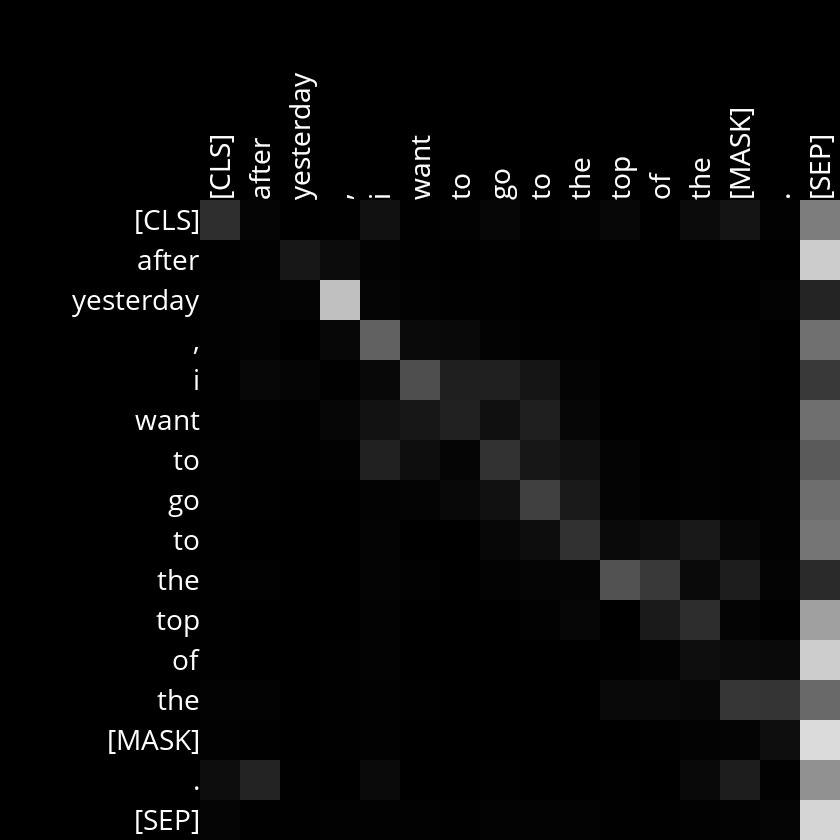 [CLS] after yesterday , i want to go to the top of the [MASK] . [SEP]
[CLS]
after
yesterday
,
i
want
to
go
to
the
top
of
the
[MASK]
.
[SEP]